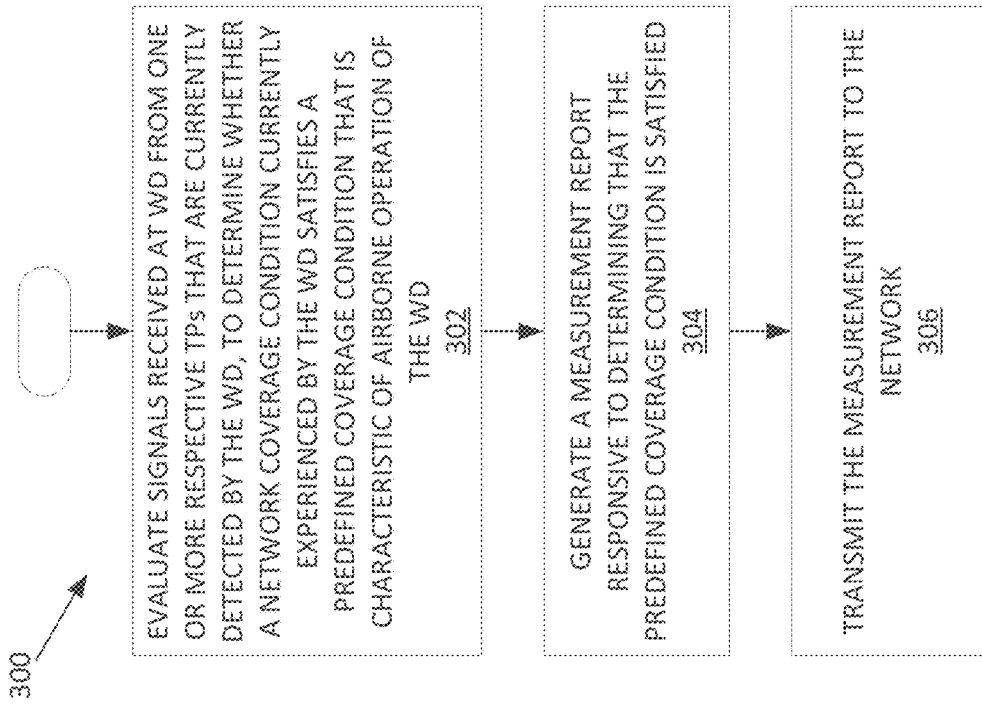 300
EVALUATE SIGNALS RECEIVED AT WD FROM ONE
OR MORE RESPECTIVE TPs THAT ARE CURRENTLY
DETECTED BY THE WD, TO DETERMINE WHETHER
A NETWORK COVERAGE CONDITION CURRENTLY
EXPERIENCED BY THE WD SATISFIES A
PREDEFINED COVERAGE CONDITION THAT IS
CHARACTERISTIC OF AIRBORNE OPERATION OF
THE WD
302
GENERATE A MEASUREMENT REPORT
RESPONSIVE TO DETERMINING THAT THE
PREDEFINED COVERAGE CONDITION IS SATISFIED
304
TRANSMIT THE MEASUREMENT REPORT TO THE
NETWORK
306